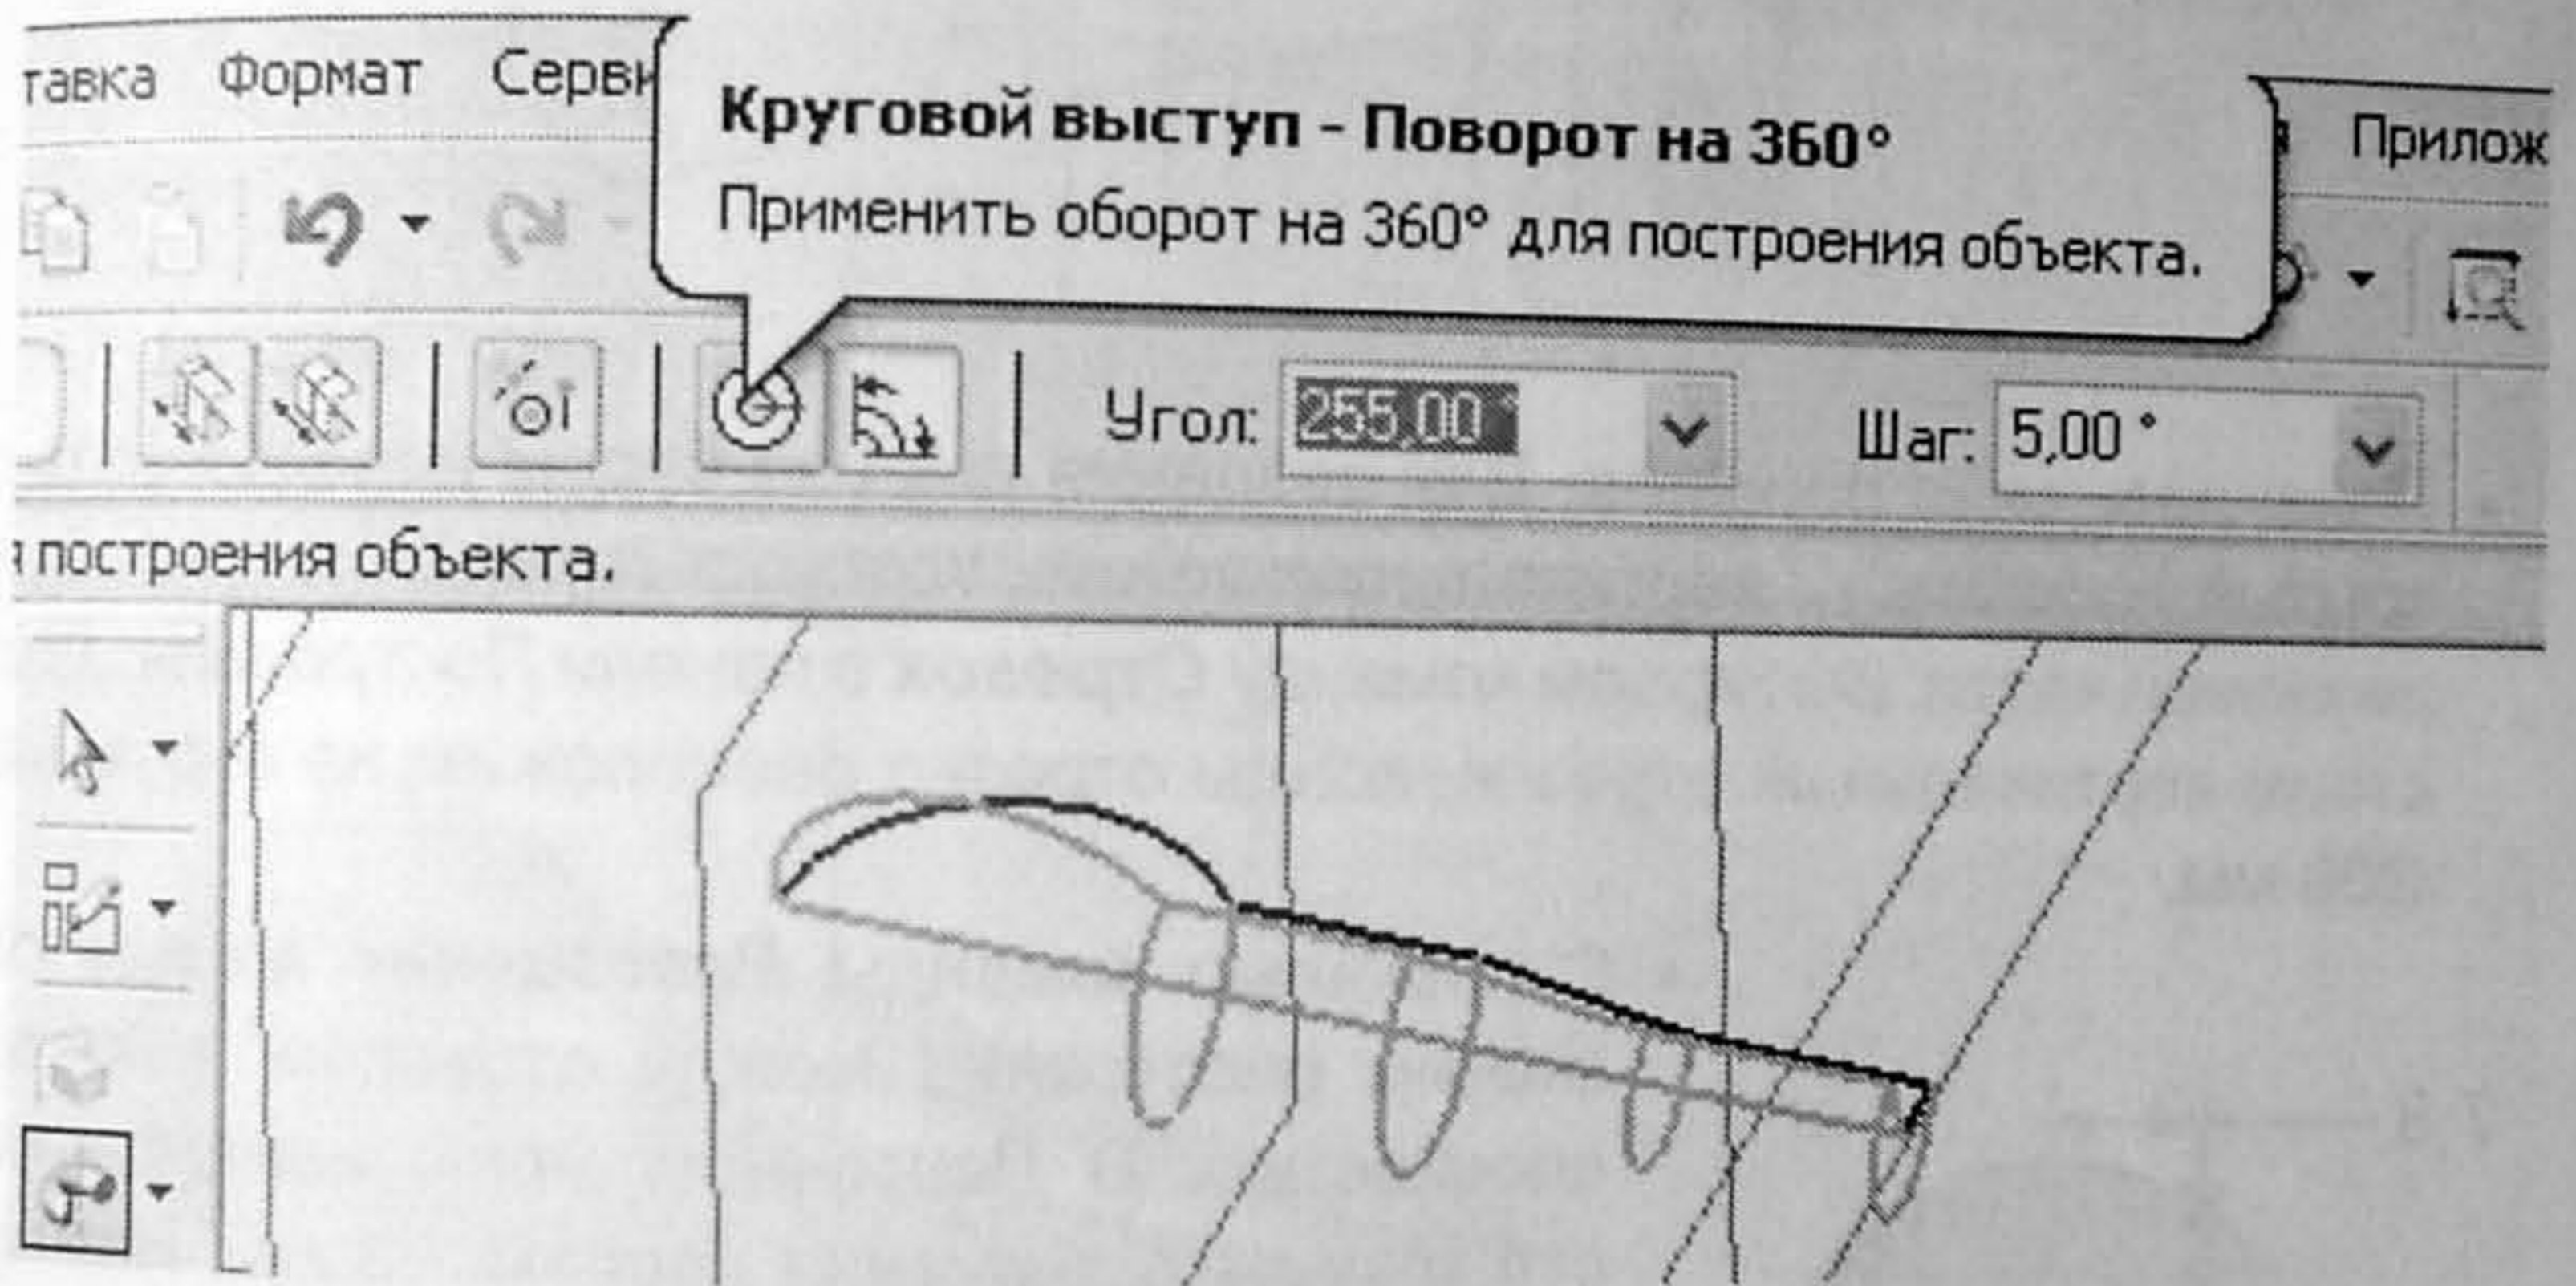 тавка Формат Серви
Прилож
Круговой выступ - Поворот на 360°
Применить оборот на 360° для построения объекта.
Угол: 255,00 ° Шаг: 5,00 °
я построения объекта.